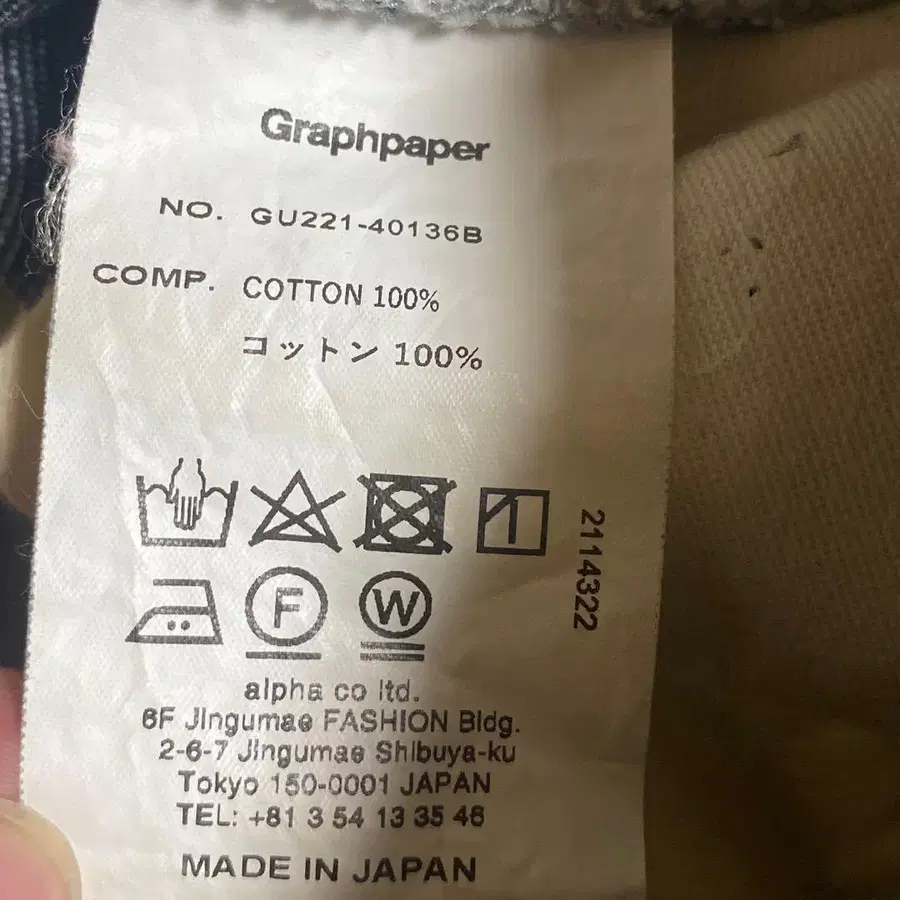 Graphpaper
NO. GU221-40136B
COMP. COTTON 100%
コットン 100%
2114322
F W
alpha co ltd.
6F Jingumae FASHION Bldg.
2-6-7 Jingumae Shibuya-ku
Tokyo 150-0001 JAPAN
TEL: +81 3 54 13 35 46
MADE IN JAPAN